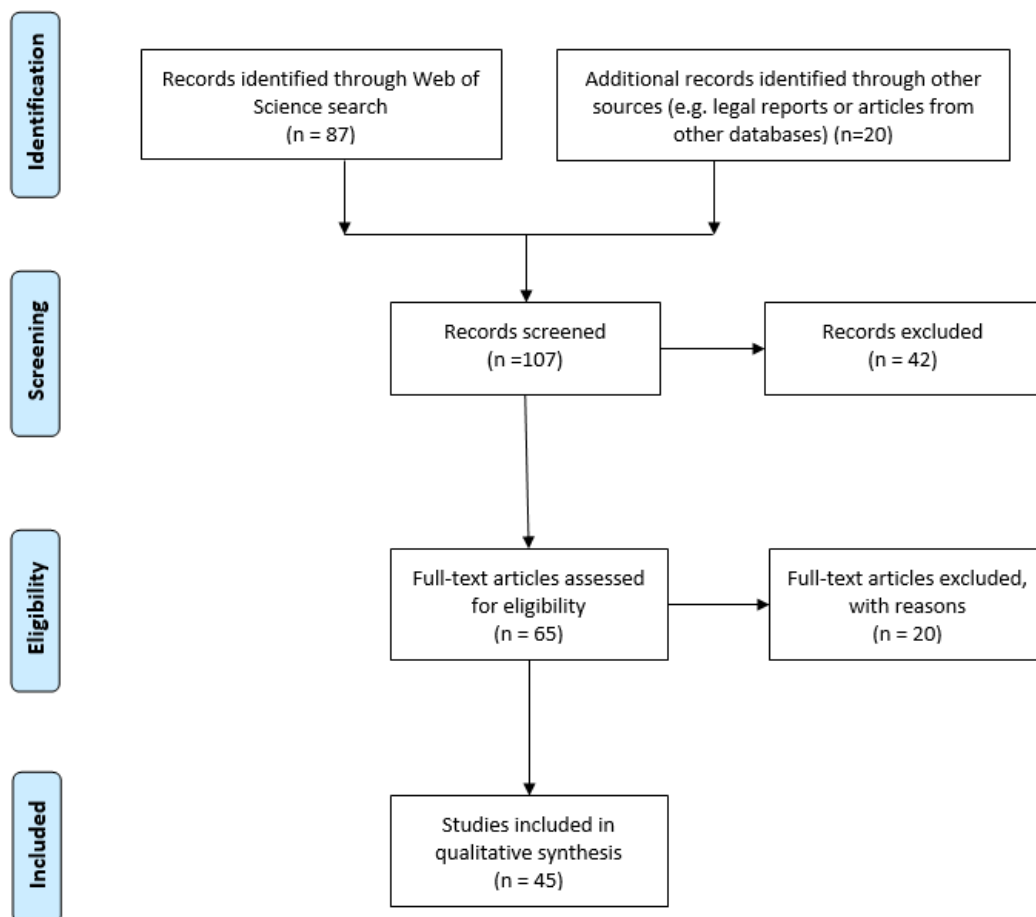 Identification
Records identified through Web of
Science search
(n = 87)
Additional records identified through other
sources (e.g. legal reports or articles from
other databases) (n=20)
Screening
Records screened
(n =107)
Records excluded
(n = 42)
Eligibility
Full-text articles assessed
for eligibility
(n = 65)
Full-text articles excluded,
with reasons
(n = 20)
Included
Studies included in
qualitative synthesis
(n = 45)